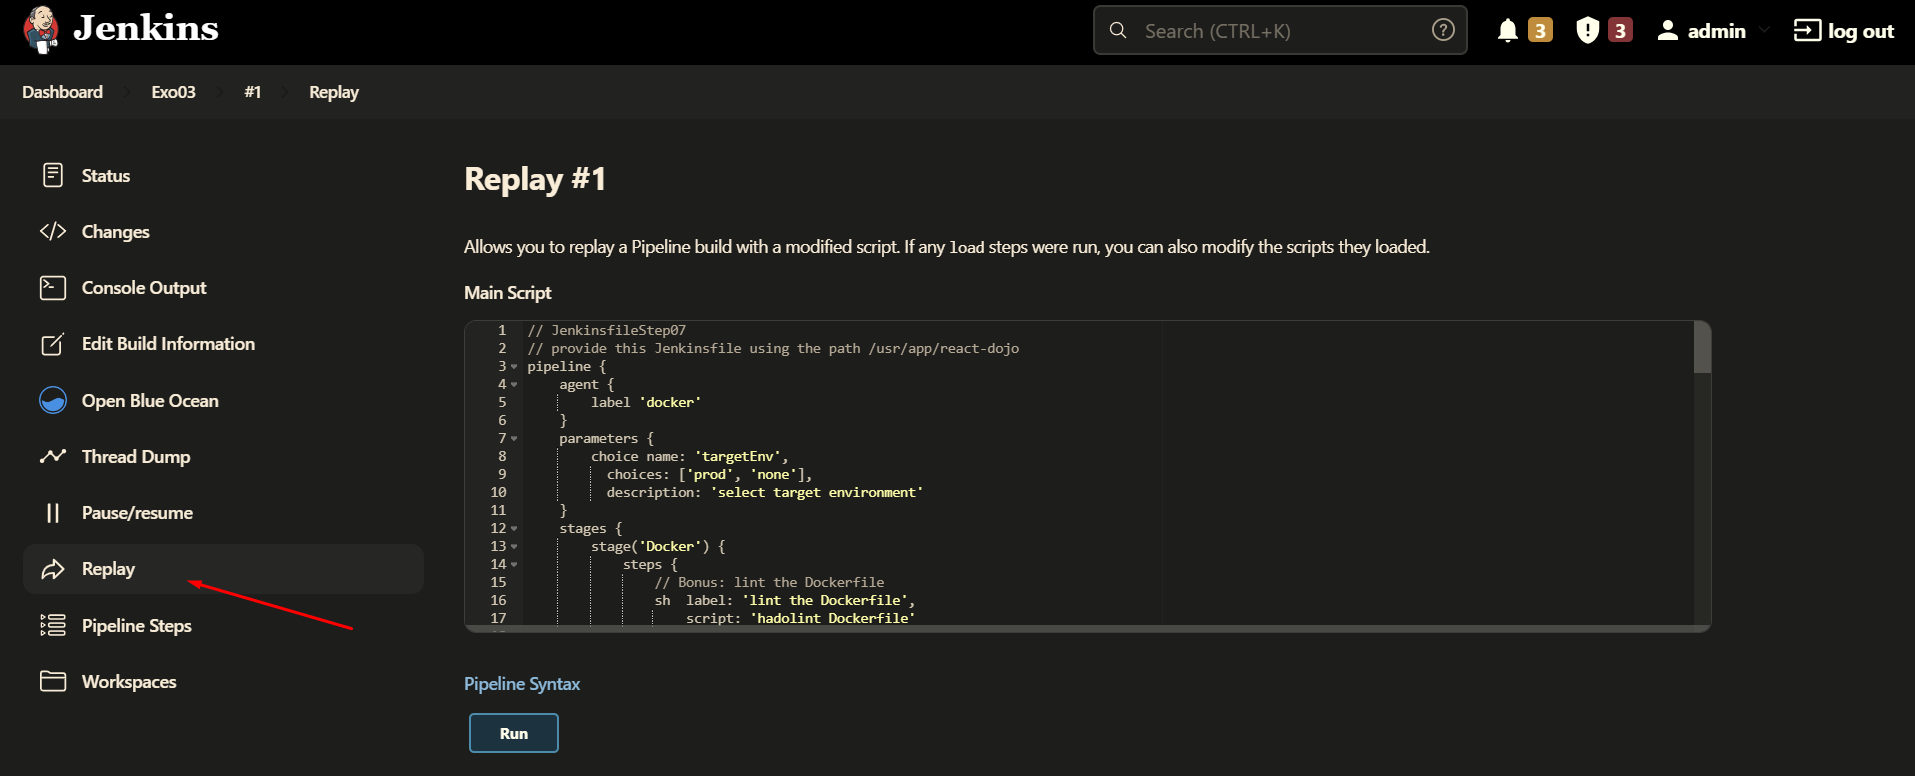 Jenkins
Search (CTRL+K)
3
3
admin
log out
Dashboard
Exo03
#1
Replay
Status
Changes
Console Output
Edit Build Information
Open Blue Ocean
Thread Dump
Pause/resume
Replay
Pipeline Steps
Workspaces
Replay #1
Allows you to replay a Pipeline build with a modified script. If any load steps were run, you can also modify the scripts they loaded.
Main Script
1 // JenkinsfileStep07
2 // provide this Jenkinsfile using the path /usr/app/react-dojo
3 pipeline {
4     agent {
5         label 'docker'
6     }
7     parameters {
8         choice name: 'targetEnv',
9           choices: ['prod', 'none'],
10           description: 'select target environment'
11     }
12     stages {
13         stage('Docker') {
14             steps {
15                 // Bonus: lint the Dockerfile
16                 sh  label: 'lint the Dockerfile',
17                     script: 'hadolint Dockerfile'
Pipeline Syntax
Run